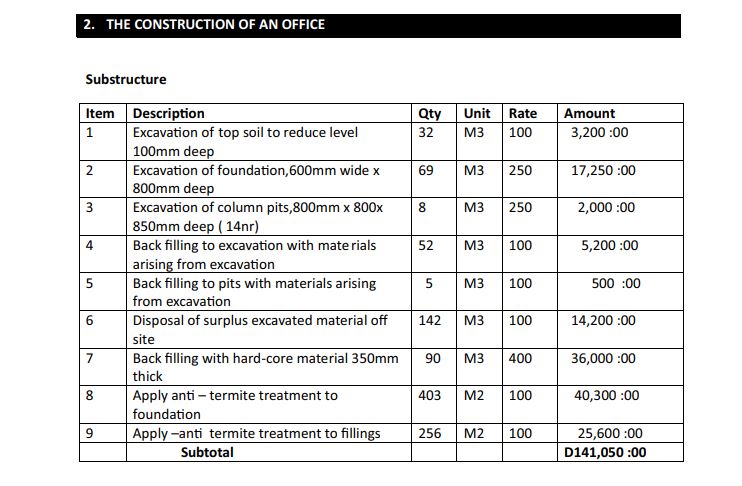 2. THE CONSTRUCTION OF AN OFFICE
Substructure
Item Description Qty Unit Rate Amount
1 Excavation of top soil to reduce level 32 M3 100 3,200 :00
100mm deep
2 Excavation of foundation,600mm wide x 69 M3 250 17,250 :00
800mm deep
3 Excavation of column pits,800mm x 800x 8 M3 250 2,000 :00
850mm deep ( 14nr)
4 Back filling to excavation with materials 52 M3 100 5,200 :00
arising from excavation
5 Back filling to pits with materials arising 5 M3 100 500 :00
from excavation
6 Disposal of surplus excavated material off 142 M3 100 14,200 :00
site
7 Back filling with hard-core material 350mm 90 M3 400 36,000 :00
thick
8 Apply anti – termite treatment to 403 M2 100 40,300 :00
foundation
9 Apply –anti termite treatment to fillings 256 M2 100 25,600 :00
Subtotal D141,050 :00